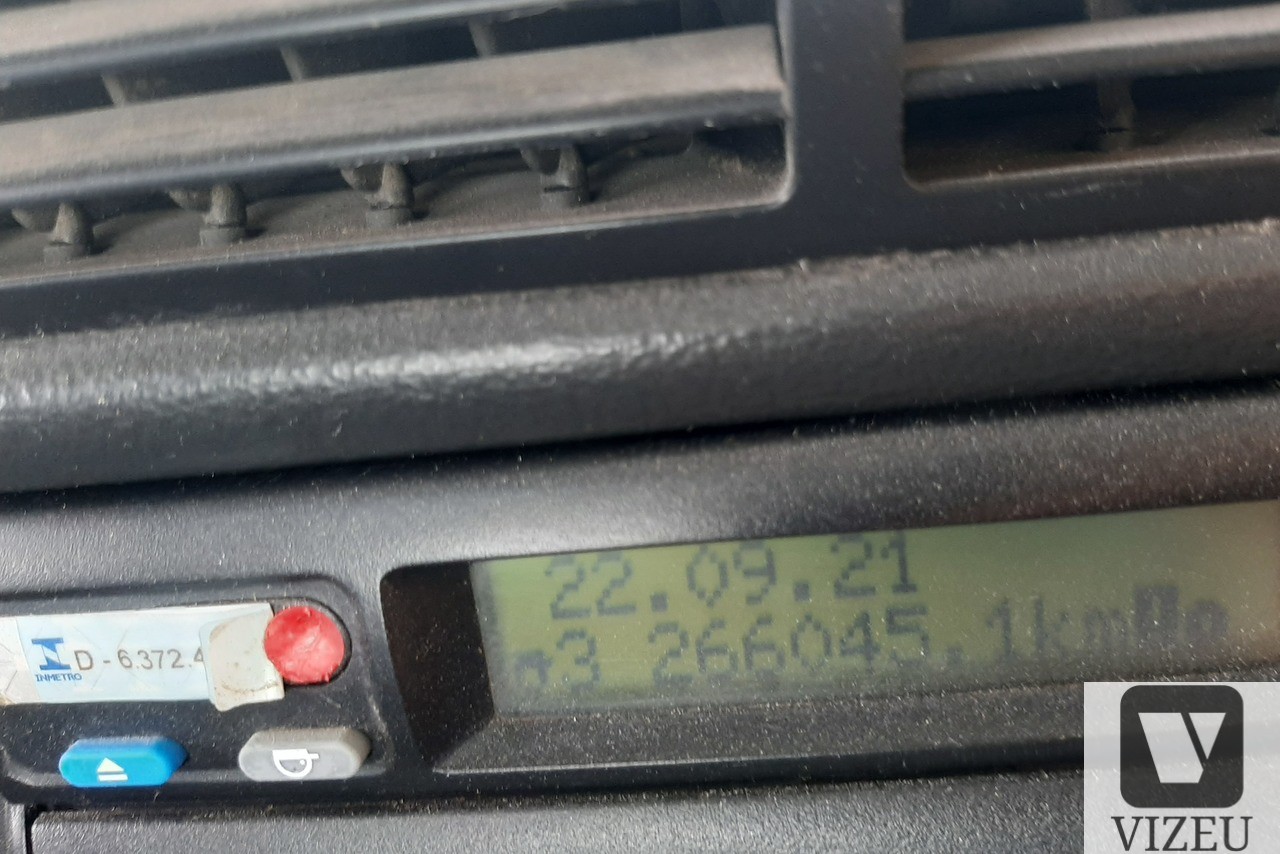 22.09.21
3 266045.1km
D - 6.372.4
INMETRO
VIZEU